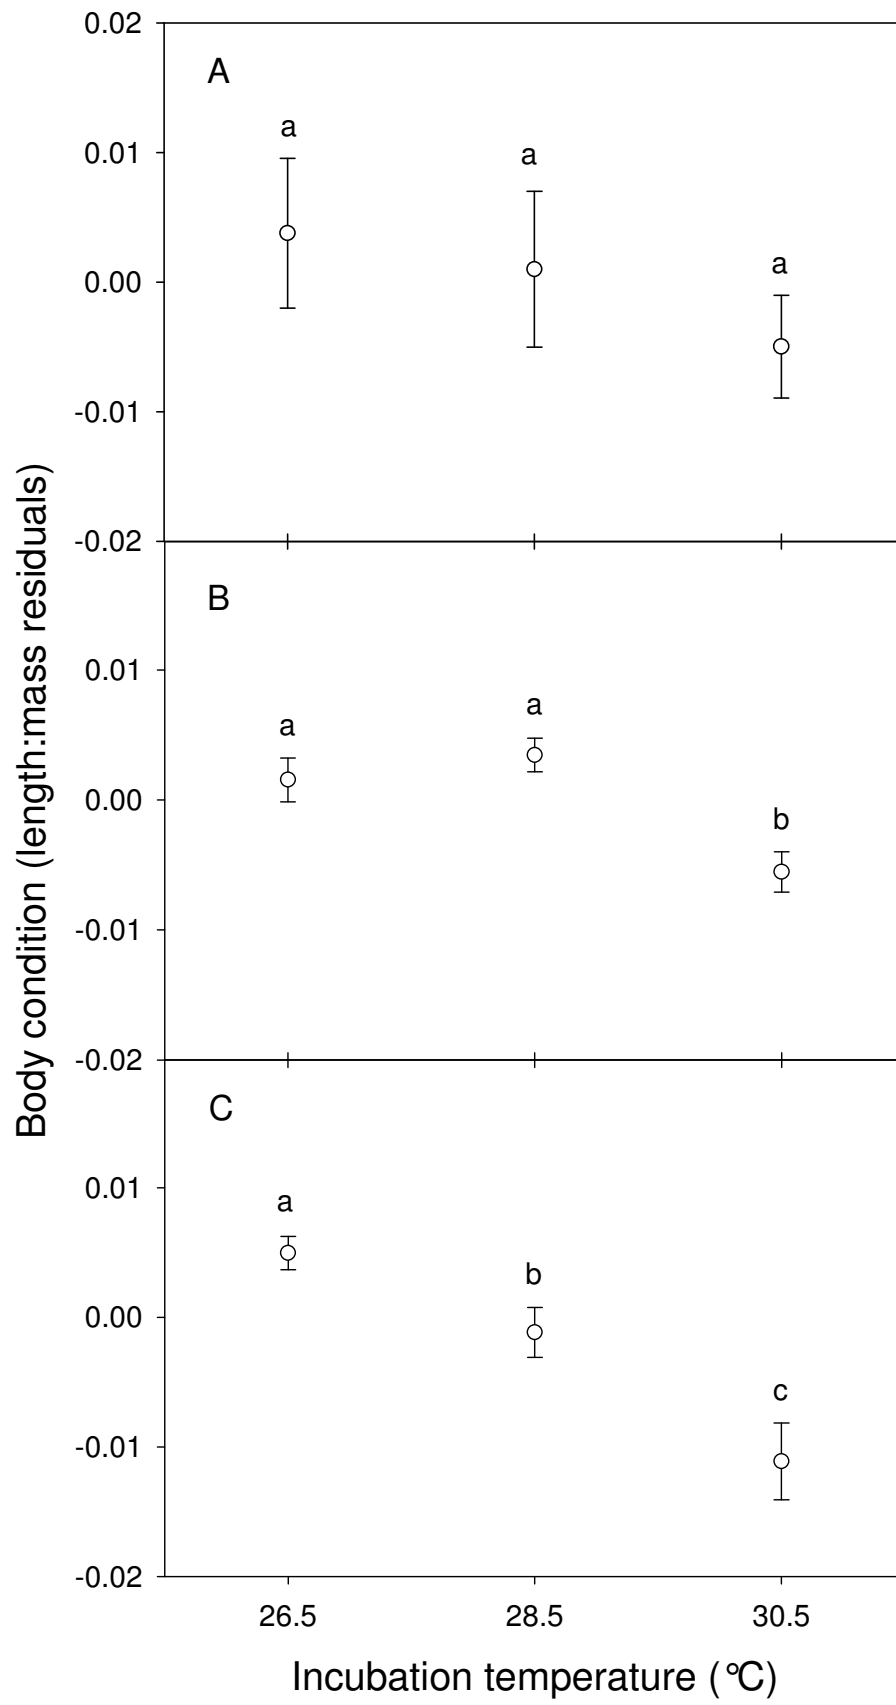 0.02
A
a
a
a
0.01
0.00
-0.01
-0.02
B
a
a
b
0.01
0.00
-0.01
-0.02
C
a
b
c
0.01
0.00
-0.01
-0.02
26.5 28.5 30.5
Incubation temperature (°C)
Body condition (length:mass residuals)